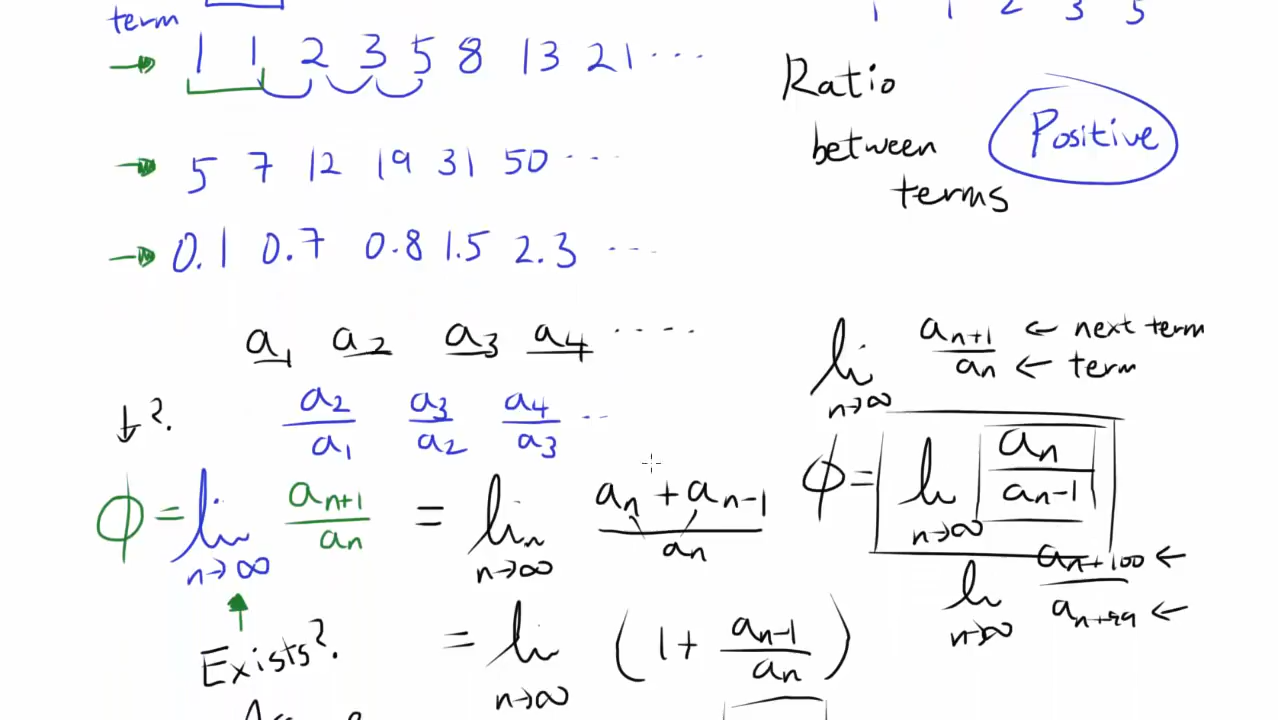 term
1 1 2 3 5
→ 1 1 2 3 5 8 13 21 ...
Ratio
between
terms
Positive
→ 5 7 12 19 31 50 ...
→ 0.1 0.7 0.8 1.5 2.3 ...
a₁ a₂ a₃ a₄ .....
↓?. a₂/a₁ a₃/a₂ a₄/a₃ ...
lim n→∞ aₙ₊₁/aₙ ← next term ← term
ϕ = lim n→∞ aₙ₊₁/aₙ = lim n→∞ (aₙ + aₙ₋₁)/aₙ
ϕ = lim n→∞ aₙ/aₙ₋₁
lim n→∞ aₙ₊₁₀₀/aₙ₊₉₉ ← ←
↑
Exists?.
= lim n→∞ (1 + aₙ₋₁/aₙ)